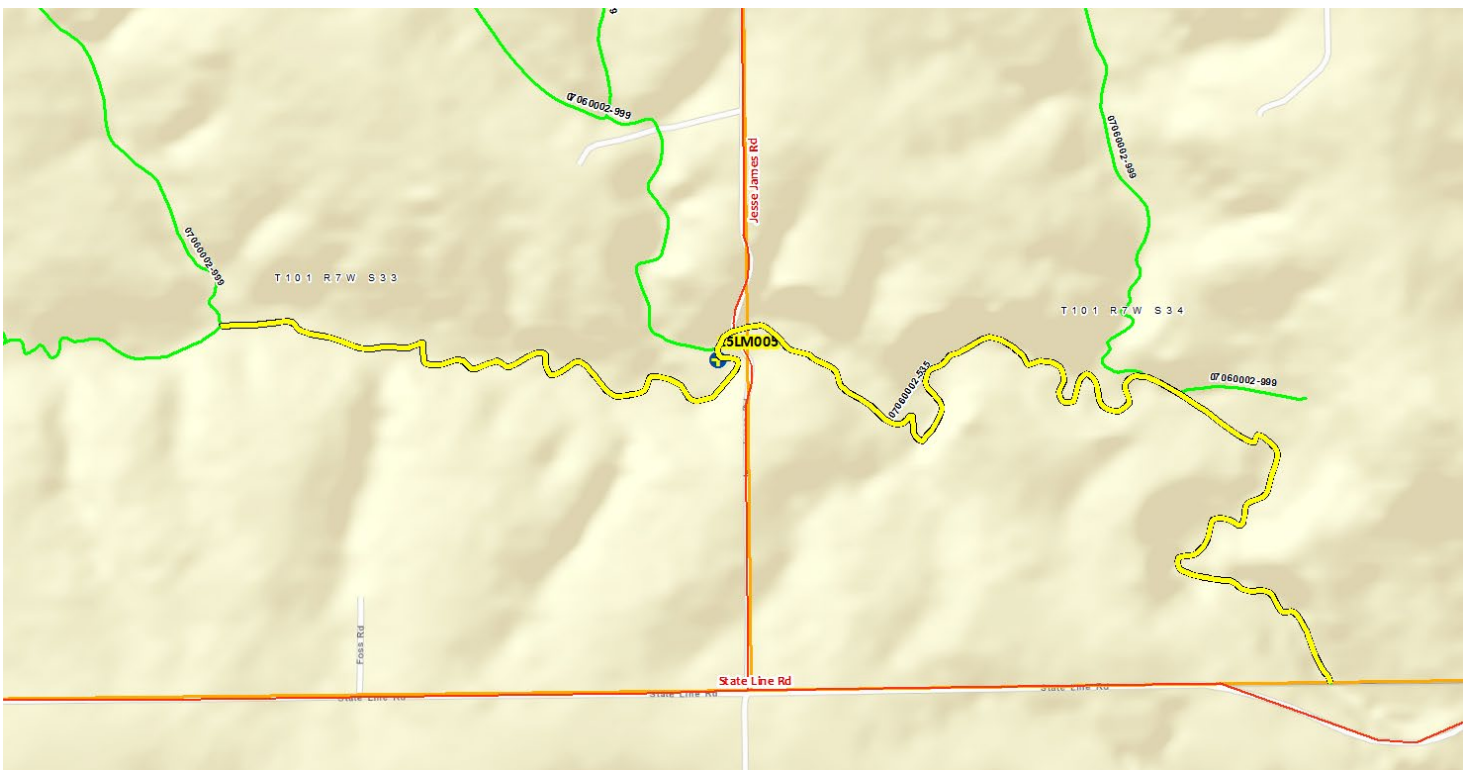 07060002-999
Jesse James Rd
07060002-999
07060002-999
T101 R7W S33
T101 R7W S34
5LM005
07060002-535
07060002-999
Foss Rd
State Line Rd
State Line Rd
State Line Rd
State Line Rd